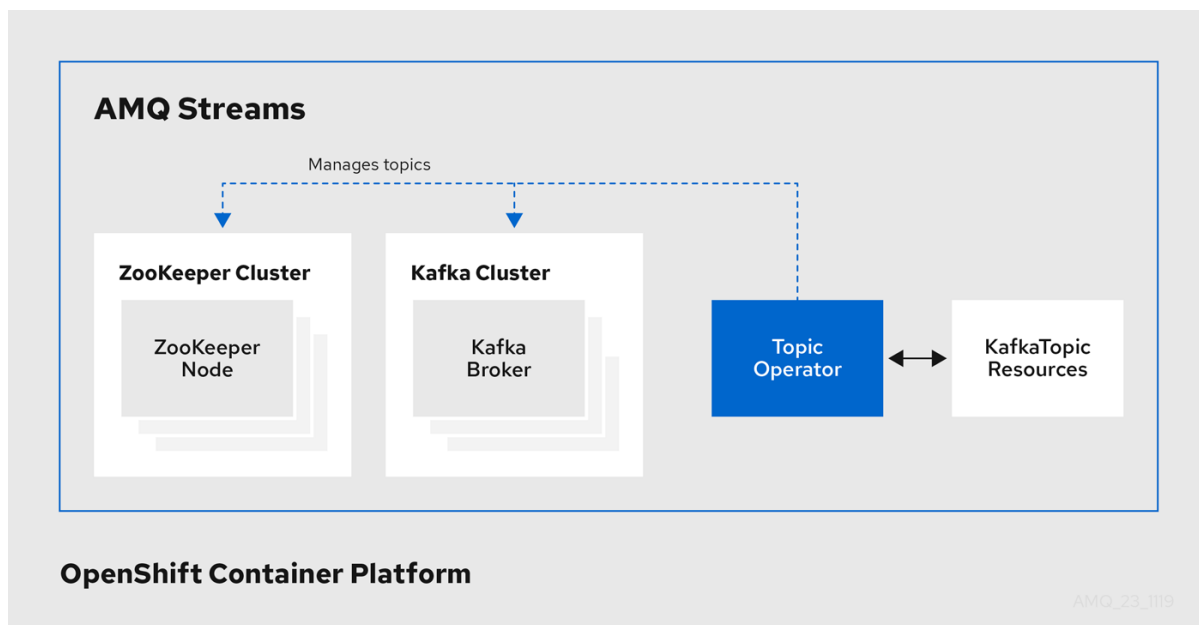 AMQ Streams
Manages topics
ZooKeeper Cluster
ZooKeeper
Node
Kafka Cluster
Kafka
Broker
Topic
Operator
KafkaTopic
Resources
OpenShift Container Platform
AMQ_23_1119